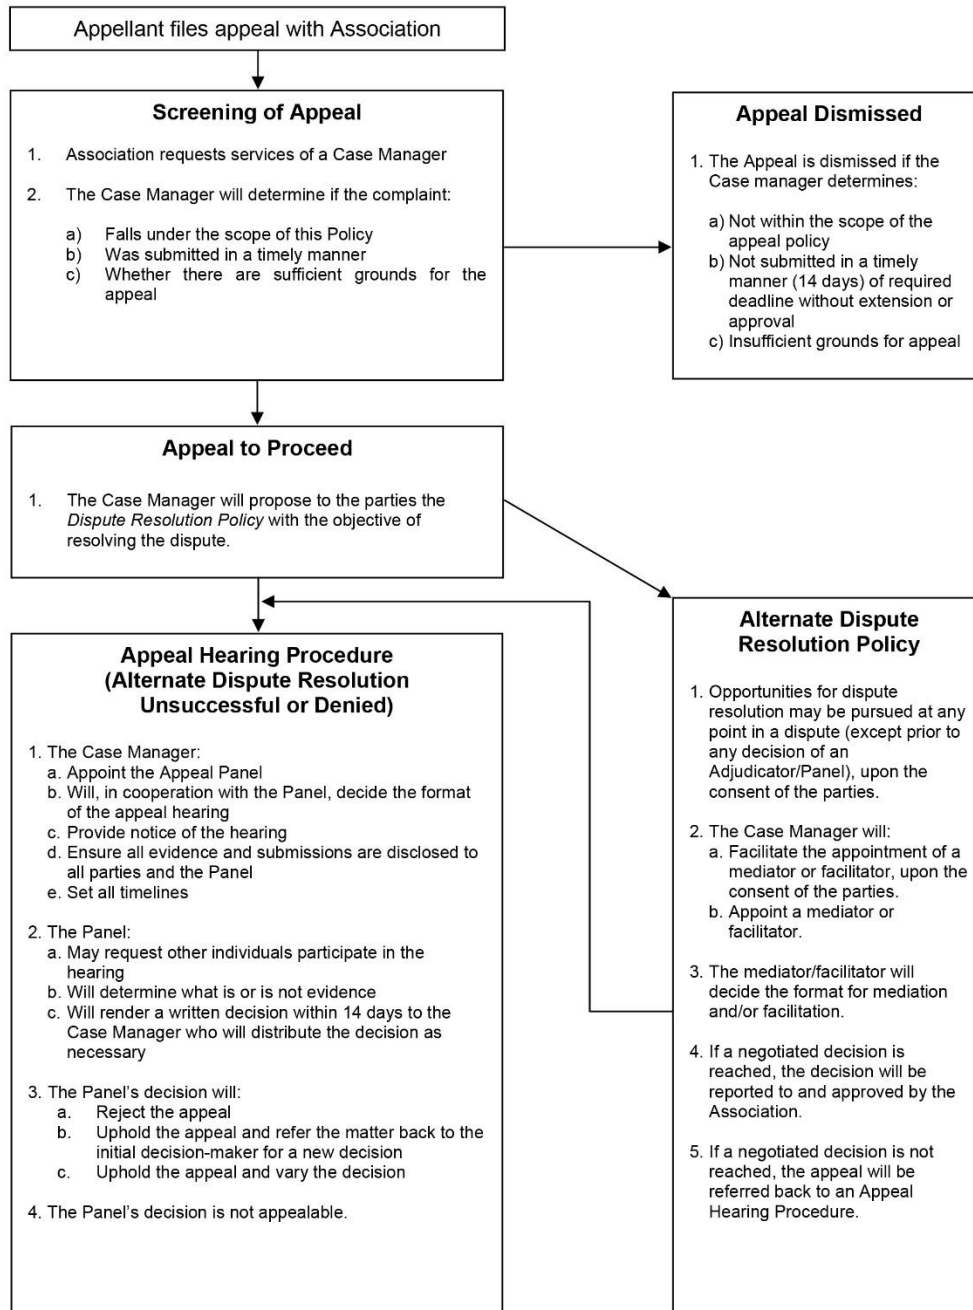 Appellant files appeal with Association
Screening of Appeal
1. Association requests services of a Case Manager
2. The Case Manager will determine if the complaint:
a) Falls under the scope of this Policy
b) Was submitted in a timely manner
c) Whether there are sufficient grounds for the
appeal
Appeal Dismissed
1. The Appeal is dismissed if the
Case manager determines:
a) Not within the scope of the
appeal policy
b) Not submitted in a timely
manner (14 days) of required
deadline without extension or
approval
c) Insufficient grounds for appeal
Appeal to Proceed
1. The Case Manager will propose to the parties the
Dispute Resolution Policy with the objective of
resolving the dispute.
Appeal Hearing Procedure
(Alternate Dispute Resolution
Unsuccessful or Denied)
1. The Case Manager:
a. Appoint the Appeal Panel
b. Will, in cooperation with the Panel, decide the format
of the appeal hearing
c. Provide notice of the hearing
d. Ensure all evidence and submissions are disclosed to
all parties and the Panel
e. Set all timelines
2. The Panel:
a. May request other individuals participate in the
hearing
b. Will determine what is or is not evidence
c. Will render a written decision within 14 days to the
Case Manager who will distribute the decision as
necessary
3. The Panel's decision will:
a. Reject the appeal
b. Uphold the appeal and refer the matter back to the
initial decision-maker for a new decision
c. Uphold the appeal and vary the decision
4. The Panel's decision is not appealable.
Alternate Dispute
Resolution Policy
1. Opportunities for dispute
resolution may be pursued at any
point in a dispute (except prior to
any decision of an
Adjudicator/Panel), upon the
consent of the parties.
2. The Case Manager will:
a. Facilitate the appointment of a
mediator or facilitator, upon the
consent of the parties.
b. Appoint a mediator or
facilitator.
3. The mediator/facilitator will
decide the format for mediation
and/or facilitation.
4. If a negotiated decision is
reached, the decision will be
reported to and approved by the
Association.
5. If a negotiated decision is not
reached, the appeal will be
referred back to an Appeal
Hearing Procedure.